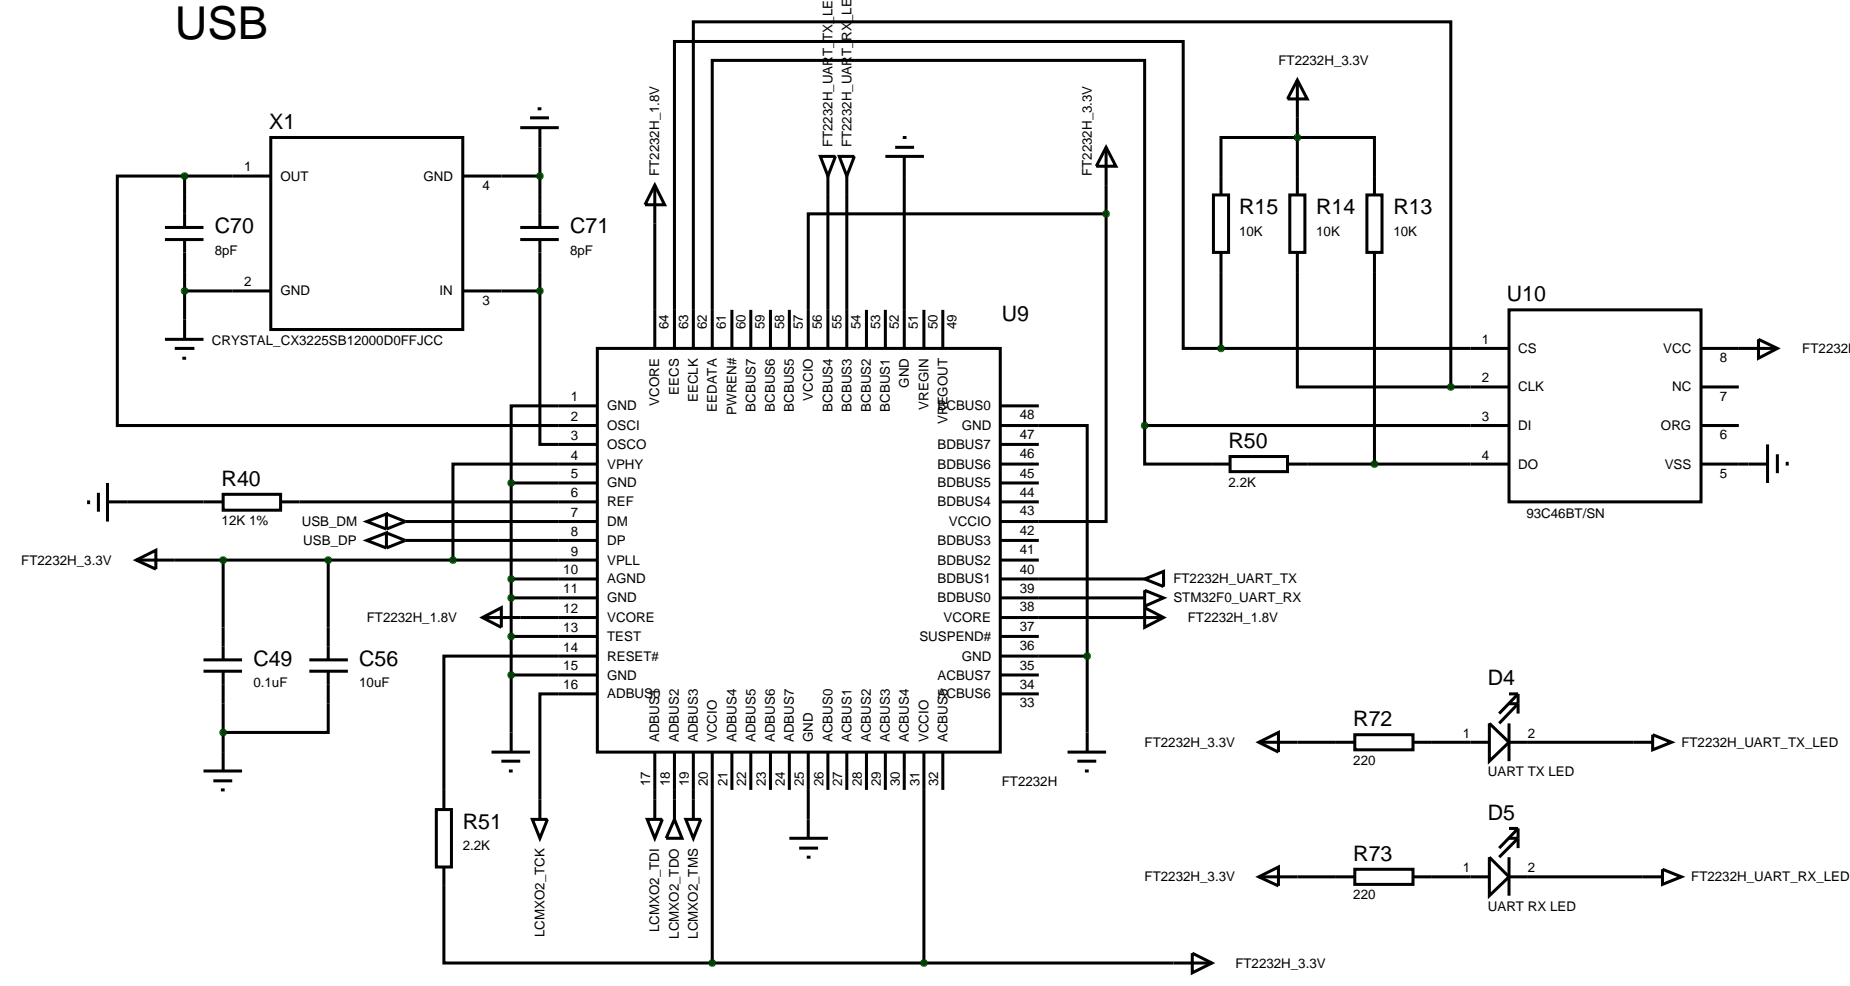 USB
X1
1
OUT
GND
4
C70
8pF
C71
8pF
2
GND
IN
3
CRYSTAL_CX3225SB12000D0FFJCC
FT2232H_1.8V
FT2232H_UART_TX_LE
FT2232H_UART_RX_LE
FT2232H_3.3V
FT2232H_3.3V
R15
10K
R14
10K
R13
10K
U10
1
CS
VCC
8
FT2232
2
CLK
NC
7
3
DI
ORG
6
4
DO
VSS
5
93C46BT/SN
R50
2.2K
U9
64
63
62
61
60
59
58
57
56
55
54
53
52
51
50
49
VCORE
EECS
EECLK
EEDATA
PWREN#
BCBUS7
BCBUS6
BCBUS5
VCCIO
BCBUS4
BCBUS3
BCBUS2
BCBUS1
GND
VREGIN
VREGOUT
1
GND
2
OSCI
3
OSCO
4
VPHY
5
GND
6
REF
7
DM
8
DP
9
VPLL
10
AGND
11
GND
12
VCORE
13
TEST
14
RESET#
15
GND
16
ADBUS0
BCBUS0
48
GND
47
BDBUS7
46
BDBUS6
45
BDBUS5
44
BDBUS4
43
VCCIO
42
BDBUS3
41
BDBUS2
40
BDBUS1
39
BDBUS0
38
VCORE
37
SUSPEND#
36
GND
35
ACBUS7
34
ACBUS6
33
ADBUS1
ADBUS2
ADBUS3
VCCIO
ADBUS4
ADBUS5
ADBUS6
ADBUS7
GND
ACBUS0
ACBUS1
ACBUS2
ACBUS3
ACBUS4
VCCIO
ACBUS5
17
18
19
20
21
22
23
24
25
26
27
28
29
30
31
32
FT2232H
R40
12K 1%
USB_DM
USB_DP
FT2232H_3.3V
FT2232H_1.8V
C49
0.1uF
C56
10uF
R51
2.2K
LCMXO2_TCK
LCMXO2_TDI
LCMXO2_TDO
LCMXO2_TMS
FT2232H_UART_TX
STM32F0_UART_RX
FT2232H_1.8V
D4
FT2232H_3.3V
R72
220
1
2
UART TX LED
FT2232H_UART_TX_LED
D5
FT2232H_3.3V
R73
220
1
2
UART RX LED
FT2232H_UART_RX_LED
FT2232H_3.3V